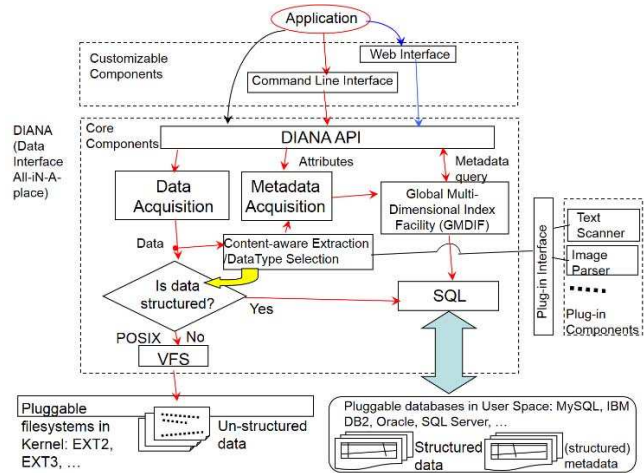 Application
Customizable
Components
Web Interface
Command Line Interface
DIANA
(Data
Interface
All-iN-A-
place)
Core
Components
DIANA API
Attributes
Metadata
query
Data
Acquisition
Metadata
Acquisition
Global Multi-
Dimensional Index
Facility (GMDIF)
Data
Content-aware Extraction
/DataType Selection
Plug-in Interface
Text
Scanner
Image
Parser
Plug-in
Components
Is data
structured?
Yes
SQL
POSIX
No
VFS
Pluggable
filesystems in
Kernel: EXT2,
EXT3, ...
Un-structured
data
Pluggable databases in User Space: MySQL, IBM
DB2, Oracle, SQL Server, ...
Structured
data
(structured)
metadata